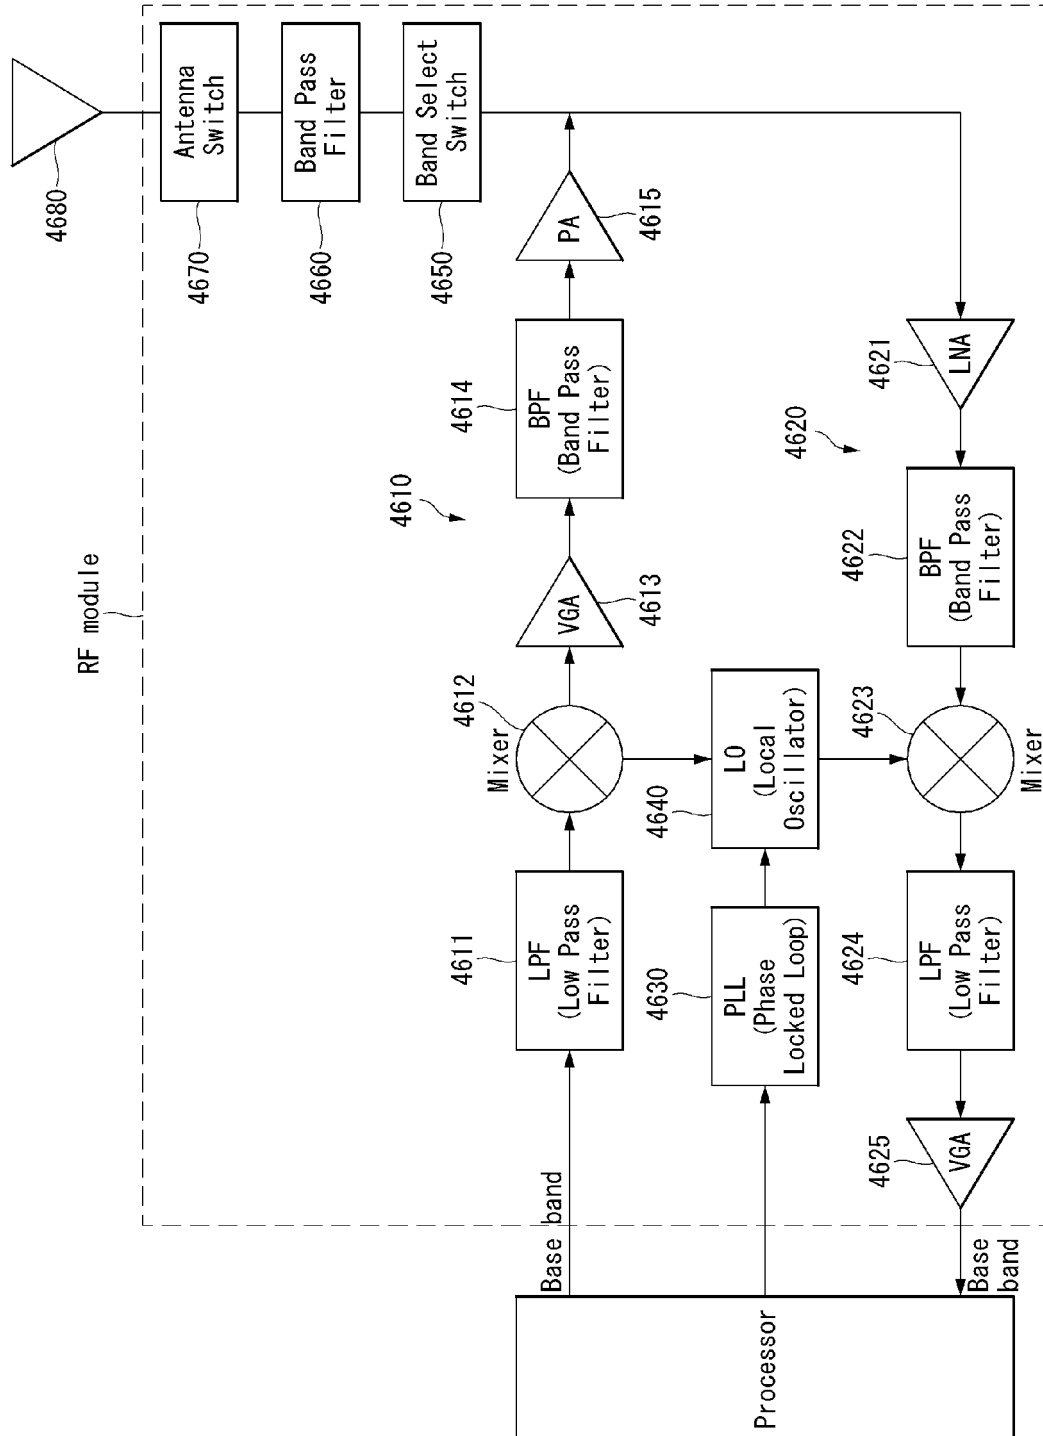 RF module
4680
Antenna
Switch
4670
Band Pass
Filter
4660
Band Select
Switch
4650
Processor
Base band
LPF
(Low Pass
Filter)
4611
Mixer
4612
VGA
4613
4610
BPF
(Band Pass
Filter)
4614
PA
4615
PLL
(Phase
Locked Loop)
4630
LO
(Local
Oscillator)
4640
LNA
4621
4620
BPF
(Band Pass
Filter)
4622
4623
Mixer
LPF
(Low Pass
Filter)
4624
VGA
4625
Base
band